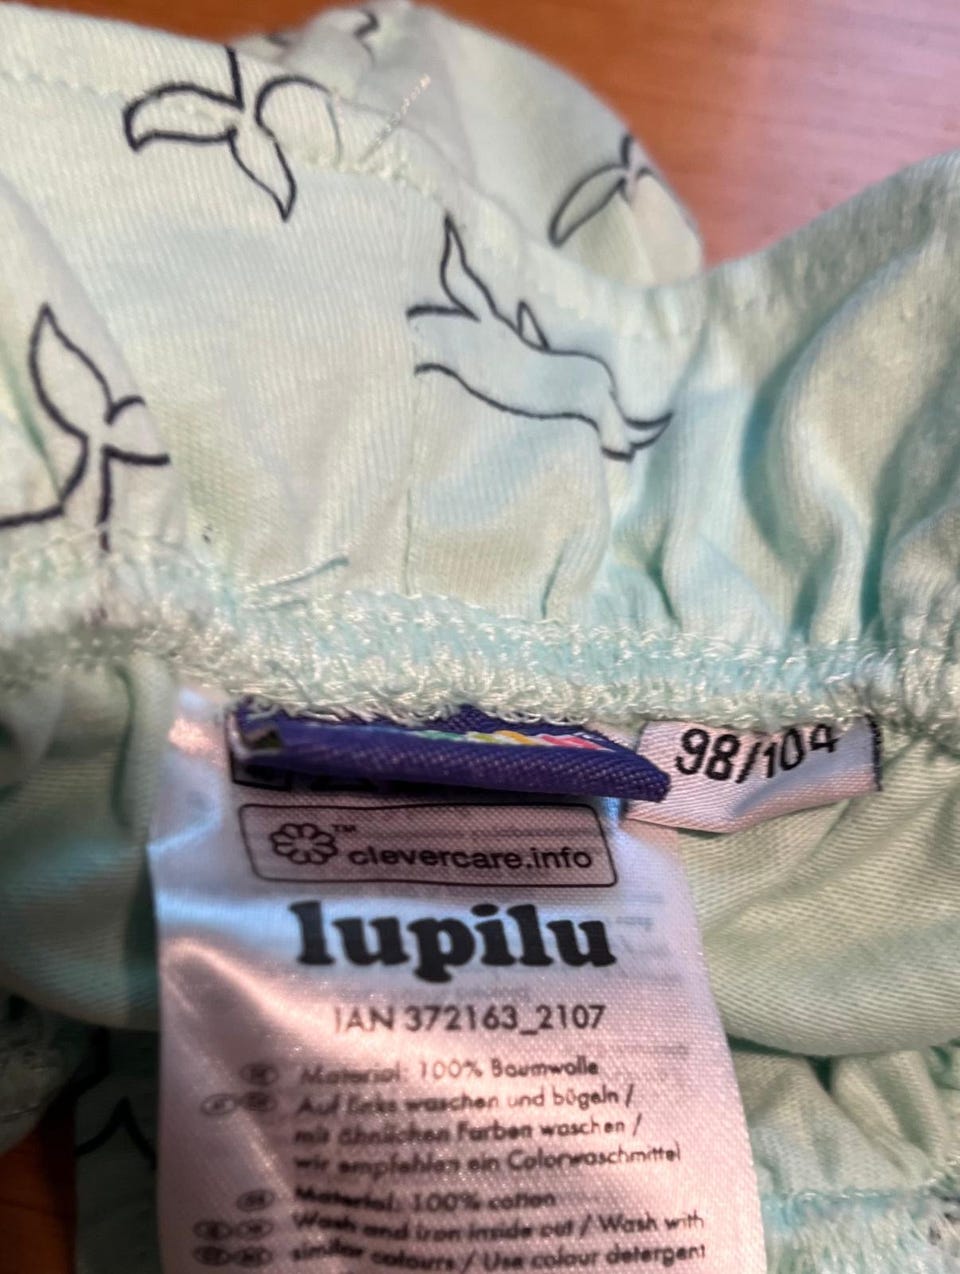 98/104
clevercare.info
lupilu
IAN 372163_2107
Material: 100% Baumwolle
Auf links waschen und bügeln /
mit ähnlichen Farben waschen /
wir empfehlen ein Colorwaschmittel
Material: 100% cotton
Wash and iron inside out / Wash with
similar colours / Use colour detergent